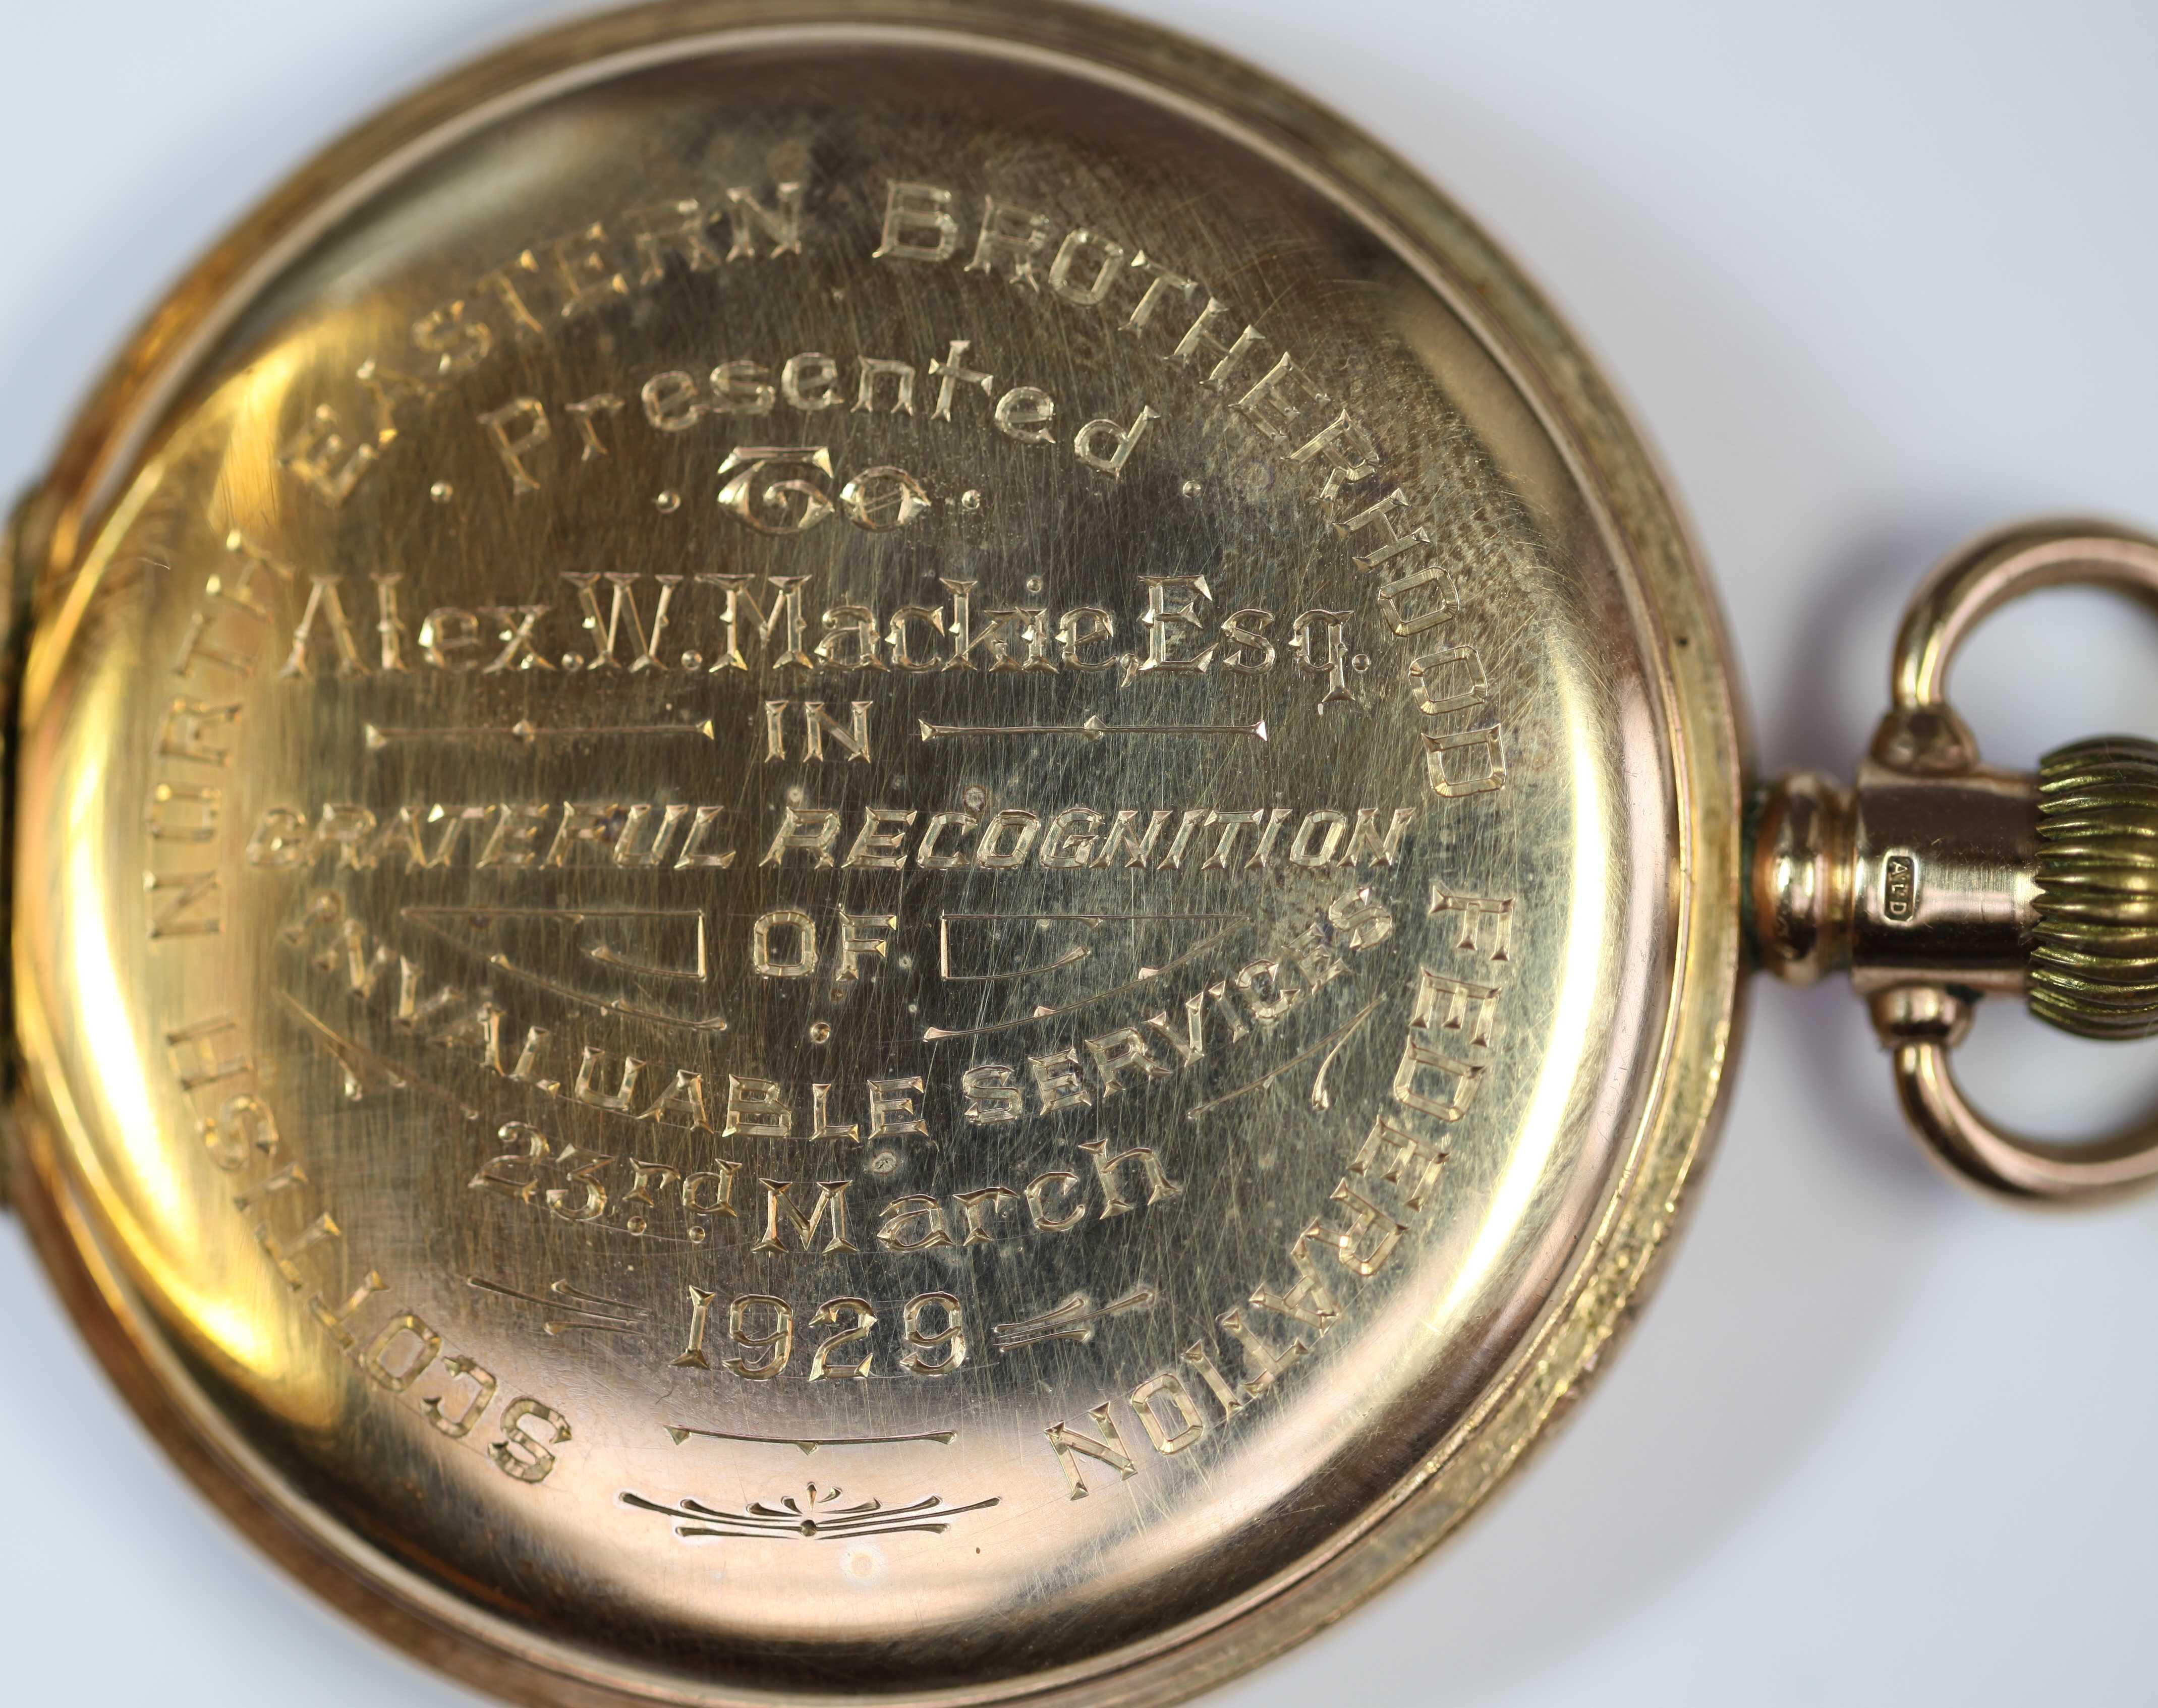 SCOTTISH NORTH EASTERN BROTHERHOOD FEDERATION
Presented
To
Alex. W. Mackie, Esq.
IN
GRATEFUL RECOGNITION
OF
INVALUABLE SERVICES
23rd March
1929
ALD